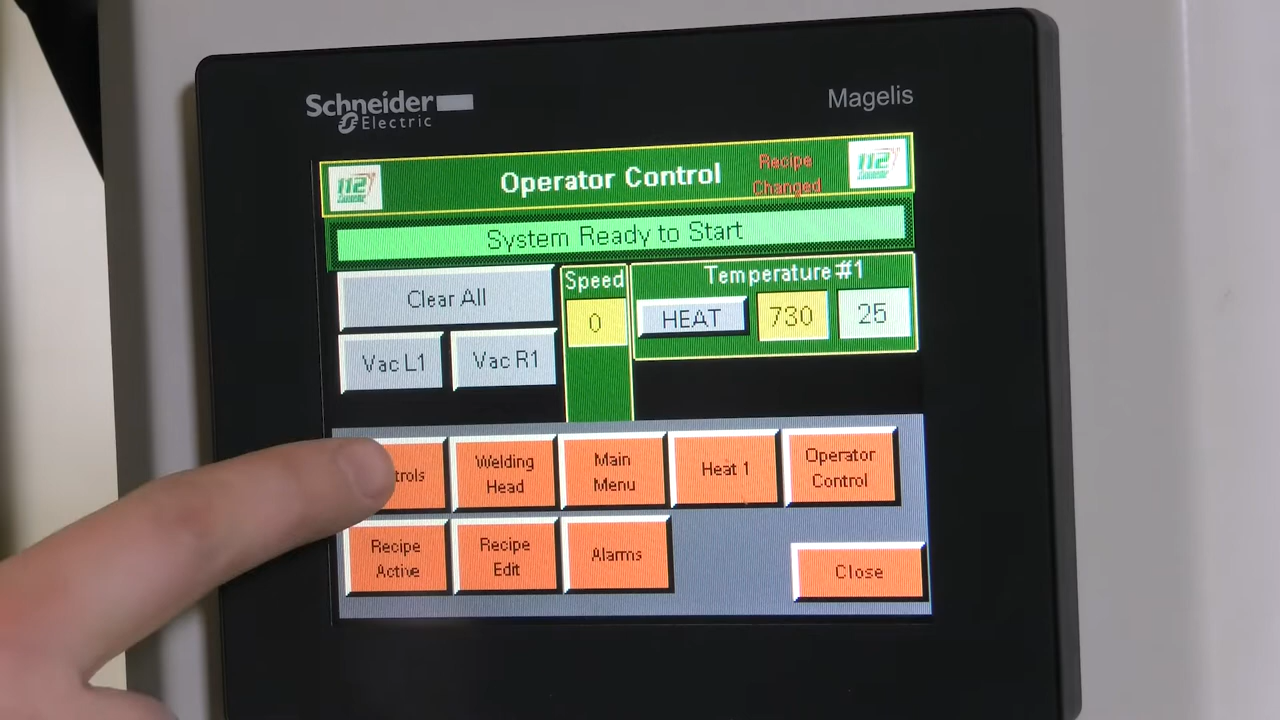 Schneider
Electric
Magelis
112
Operator Control
Recipe
Changed
112
System Ready to Start
Clear All
Speed
Temperature #1
0
HEAT
730
25
Vac L1
Vac R1
trols
Welding
Head
Main
Menu
Heat 1
Operator
Control
Recipe
Active
Recipe
Edit
Alarms
Close